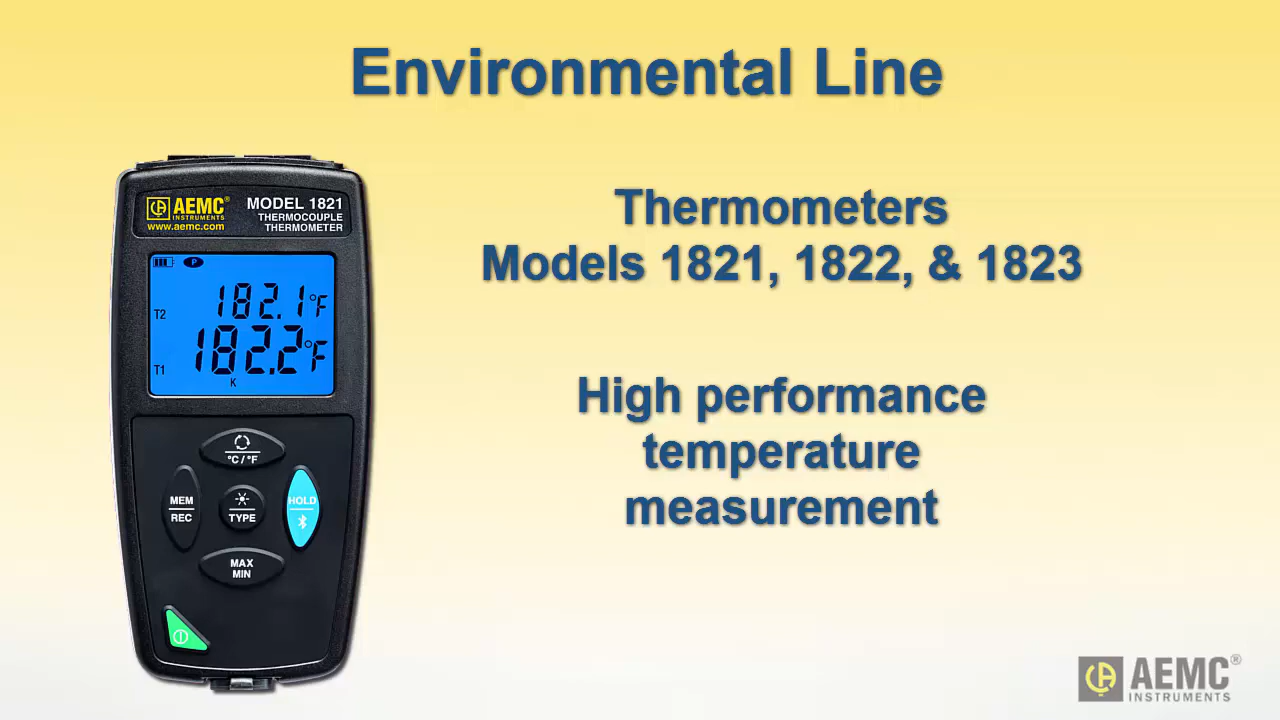 Environmental Line
AEMC®
INSTRUMENTS
www.aemc.com
MODEL 1821
THERMOCOUPLE
THERMOMETER
P
T2
182.1°F
T1
182.2°F
K
°C / °F
MEM
REC
TYPE
HOLD
MAX
MIN
Thermometers
Models 1821, 1822, & 1823
High performance
temperature
measurement
AEMC®
INSTRUMENTS